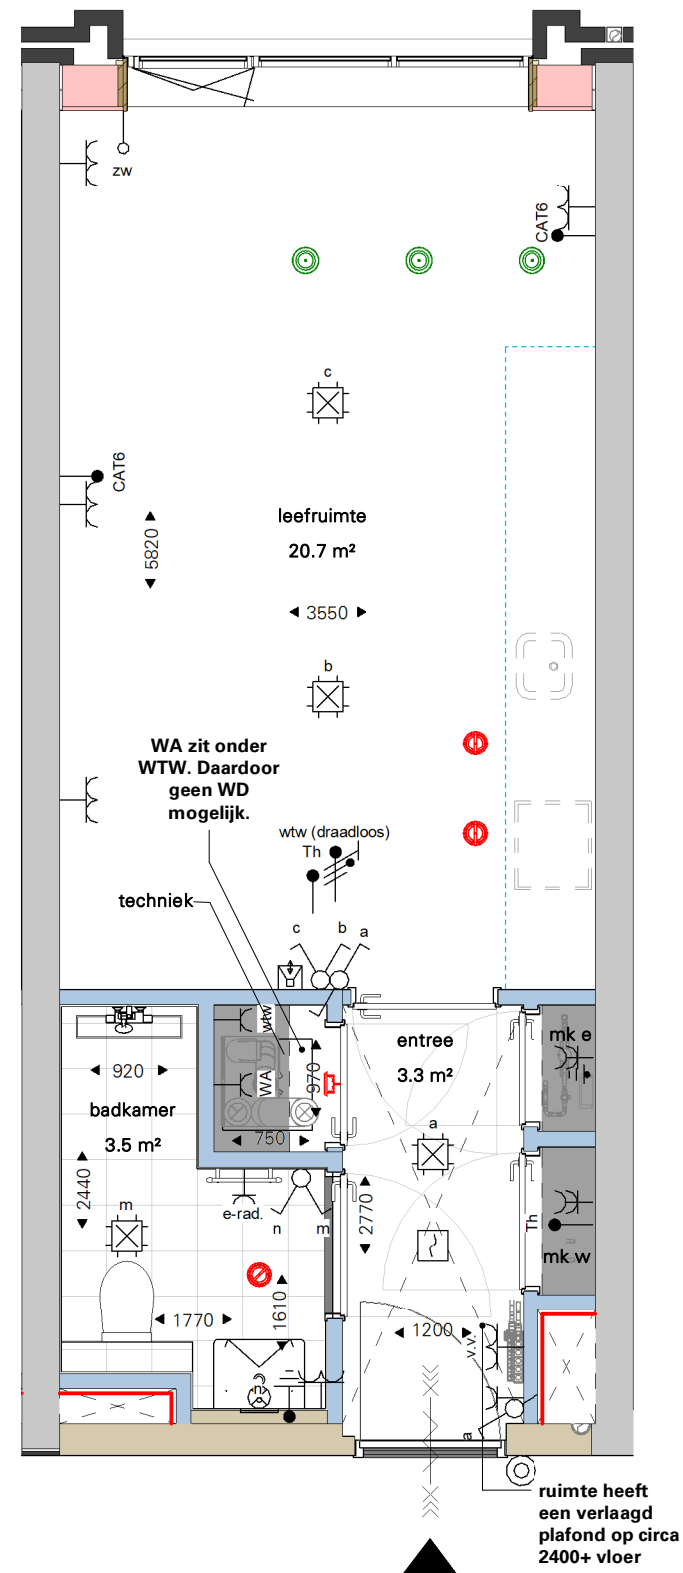 zw
CAT6
c
CAT6
leefruimte
20.7 m²
5820
3550
b
WA zit onder
WTW. Daardoor
geen WD
mogelijk.
wtw (draadloos)
Th
techniek
c
b
a
wtw
mk e
entree
3.3 m²
920
970
WA
badkamer
3.5 m²
750
a
2440
m
e-rad.
n
m
2770
Th
mk w
1770
1610
1200
v.v.
n
a
ruimte heeft
een verlaagd
plafond op circa
2400+ vloer